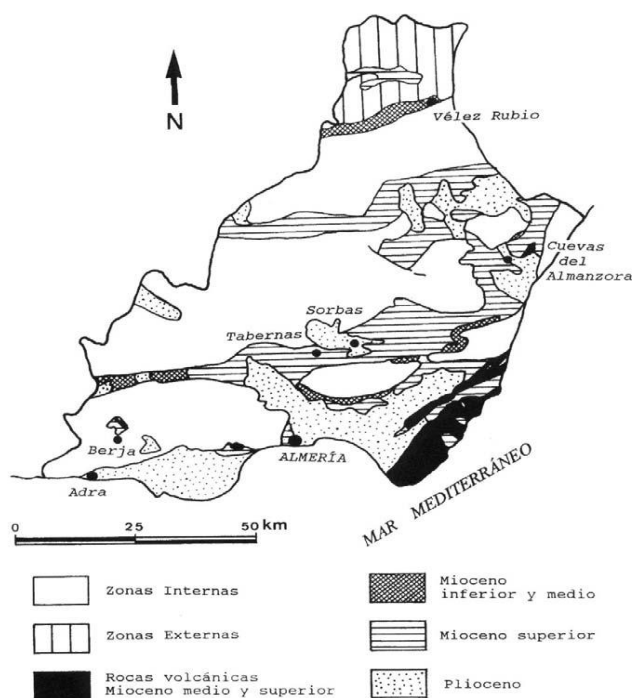 N
Vélez Rubio
Cuevas
del
Almanzora
Sorbas
Tabernas
Berja
ALMERÍA
Adra
MAR MEDITERRÁNEO
0 25 50 km
Zonas Internas
Zonas Externas
Rocas volcánicas
Mioceno medio y superior
Mioceno
inferior y medio
Mioceno superior
Plioceno